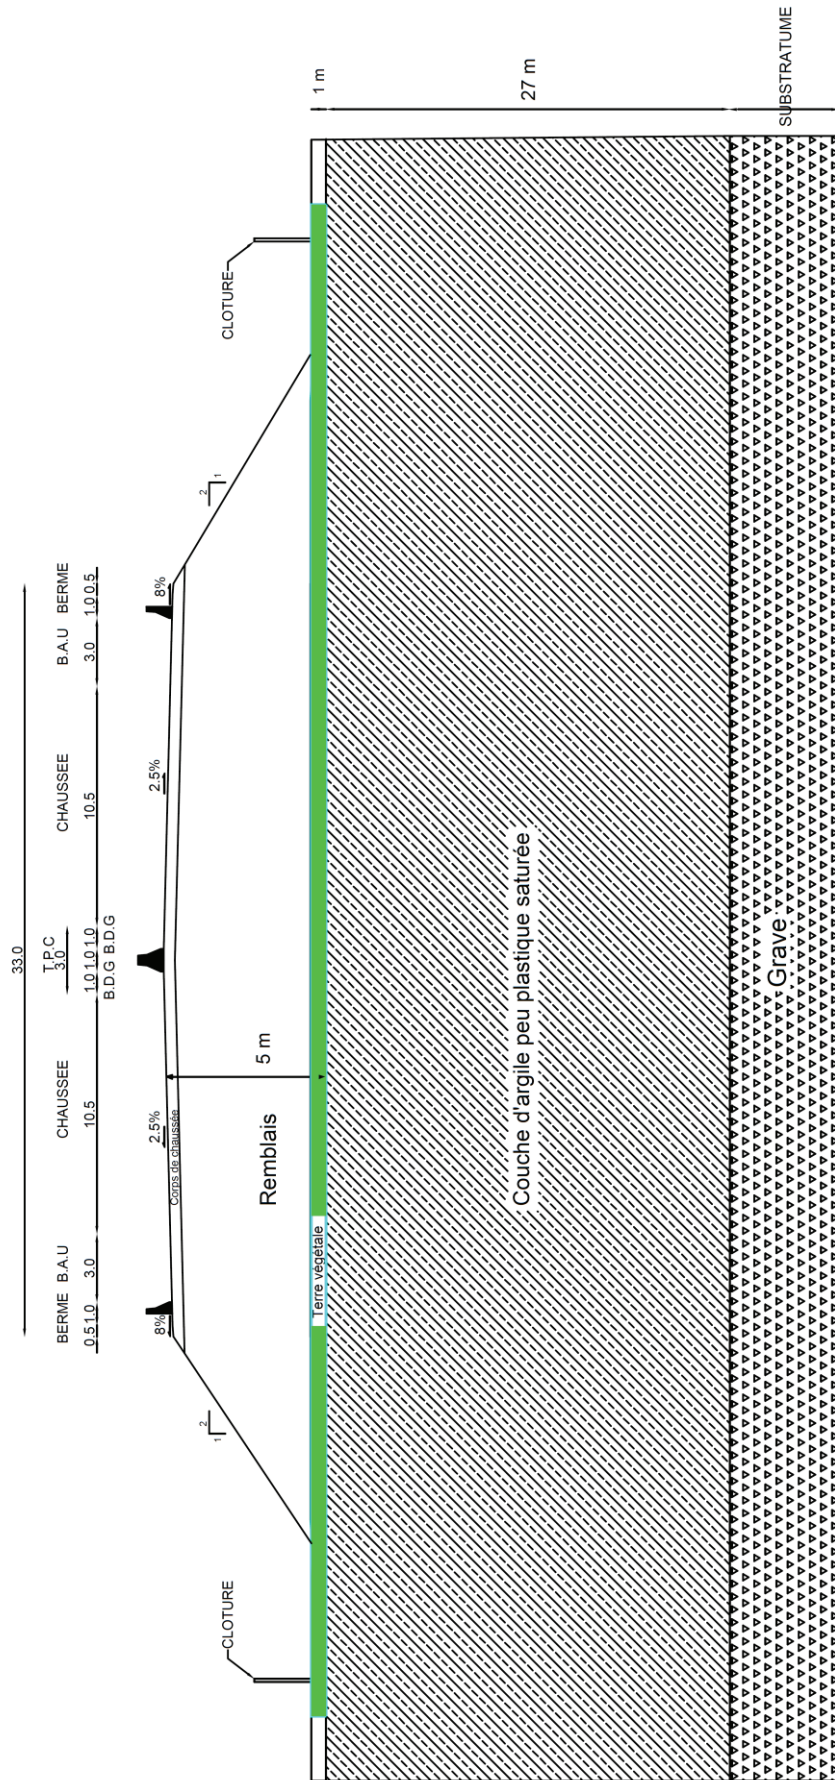 33.0
BERME B.A.U CHAUSSEE T.P.C CHAUSSEE B.A.U BERME
3.0
0.5 1.0 3.0 10.5 1.0 1.0 1.0 10.5 3.0 1.0 0.5
B.D.G B.D.G
8% 2.5% 2.5% 8%
Corps de chaussée
CLOTURE
CLOTURE
1 2
2 1
5 m
Remblais
Terre végétale
1 m
Couche d'argile peu plastique saturée
27 m
Grave
SUBSTRATUME